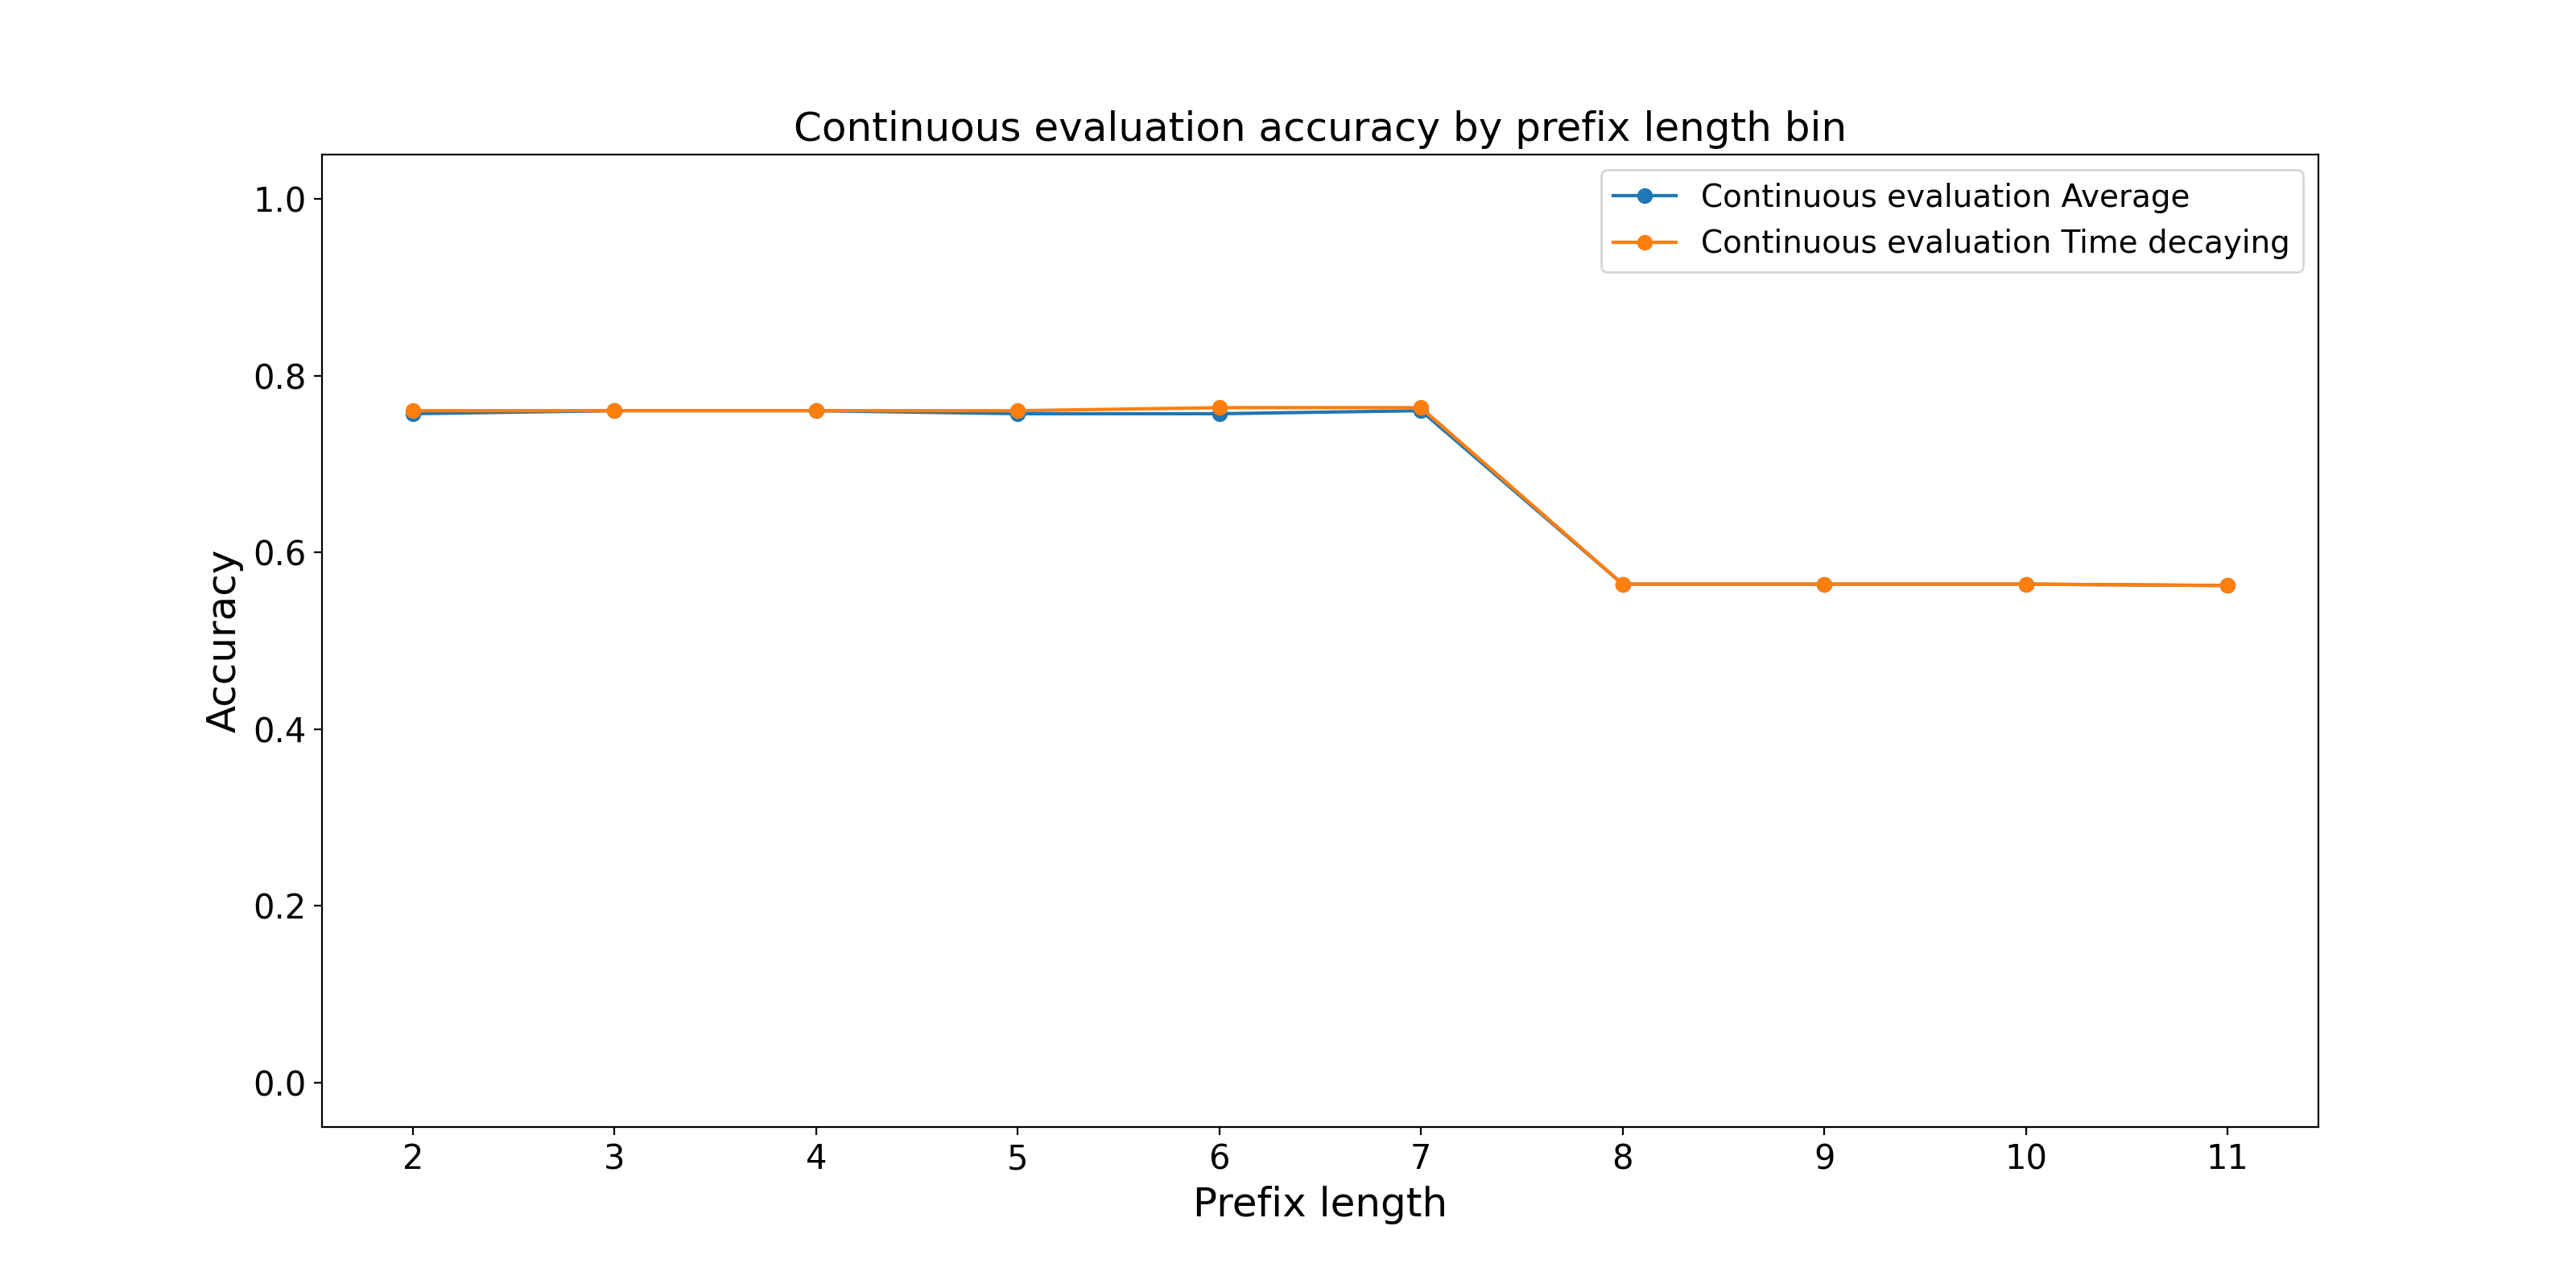 Continuous evaluation accuracy by prefix length bin
Continuous evaluation Average
Continuous evaluation Time decaying
Accuracy
1.0
0.8
0.6
0.4
0.2
0.0
2 3 4 5 6 7 8 9 10 11
Prefix length